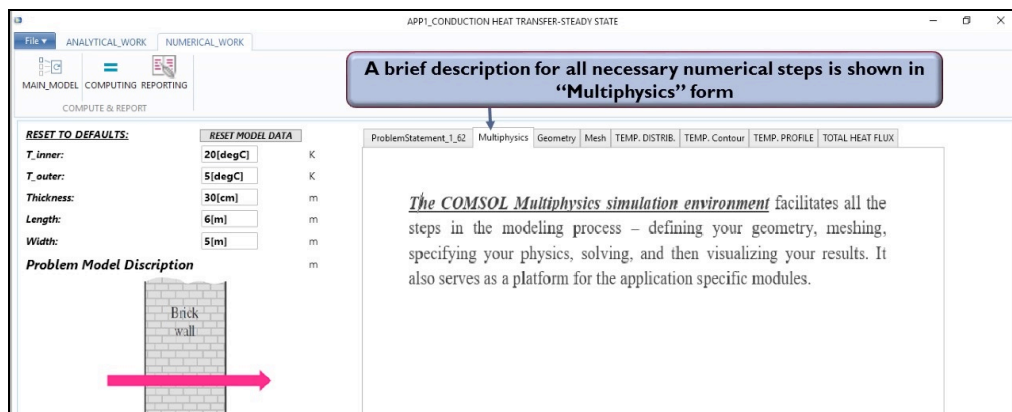 APP1_CONDUCTION HEAT TRANSFER-STEADY STATE
File ANALYTICAL_WORK NUMERICAL_WORK
MAIN_MODEL COMPUTING REPORTING
COMPUTE & REPORT
A brief description for all necessary numerical steps is shown in
“Multiphysics” form
RESET TO DEFAULTS: RESET MODEL DATA
T_inner: 20[degC] K
T_outer: 5[degC] K
Thickness: 30[cm] m
Length: 6[m] m
Width: 5[m] m
Problem Model Discription m
Brick
wall
ProblemStatement_1_62 Multiphysics Geometry Mesh TEMP. DISTRIB. TEMP. Contour TEMP. PROFILE TOTAL HEAT FLUX
The COMSOL Multiphysics simulation environment facilitates all the
steps in the modeling process – defining your geometry, meshing,
specifying your physics, solving, and then visualizing your results. It
also serves as a platform for the application specific modules.